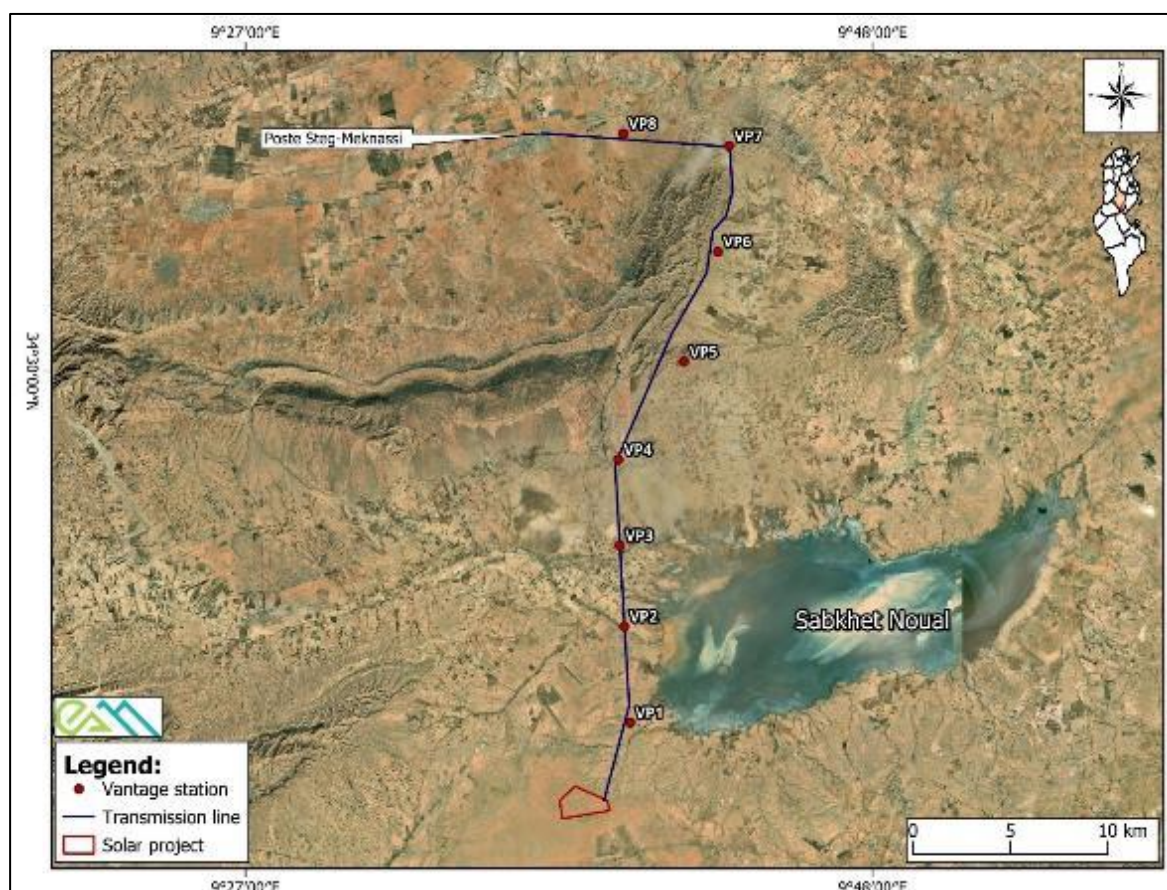 9°27'00"E
9°48'00"E
N
Poste Steg-Meknassi
VP8
VP7
VP6
VP5
34°30'00"N
VP4
VP3
VP2
Sabkhet Noual
VP1
eam
Legend:
Vantage station
Transmission line
Solar project
0 5 10 km
9°27'00"E
9°48'00"E